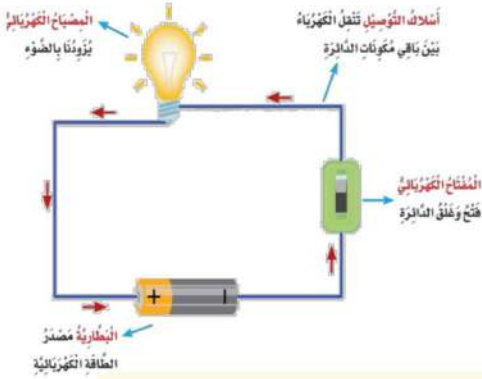 أَسْلَاكُ التَّوْصِيلِ تَنْقُلُ الْكَهْرَبَاءَ
بَيْنَ بَاقِي مُكَوِّنَاتِ الدَّائِرَةِ
الْمِصْبَاحُ الْكَهْرَبَائِيُّ
يُزَوِّدُنَا بِالضَّوْءِ
الْمُفْتَاحُ الْكَهْرَبَائِيُّ
فَتْحُ وَغَلْقُ الدَّائِرَةِ
+ –
الْبَطَّارِيَّةُ مَصْدَرُ
الطَّاقَةِ الْكَهْرَبَائِيَّةِ